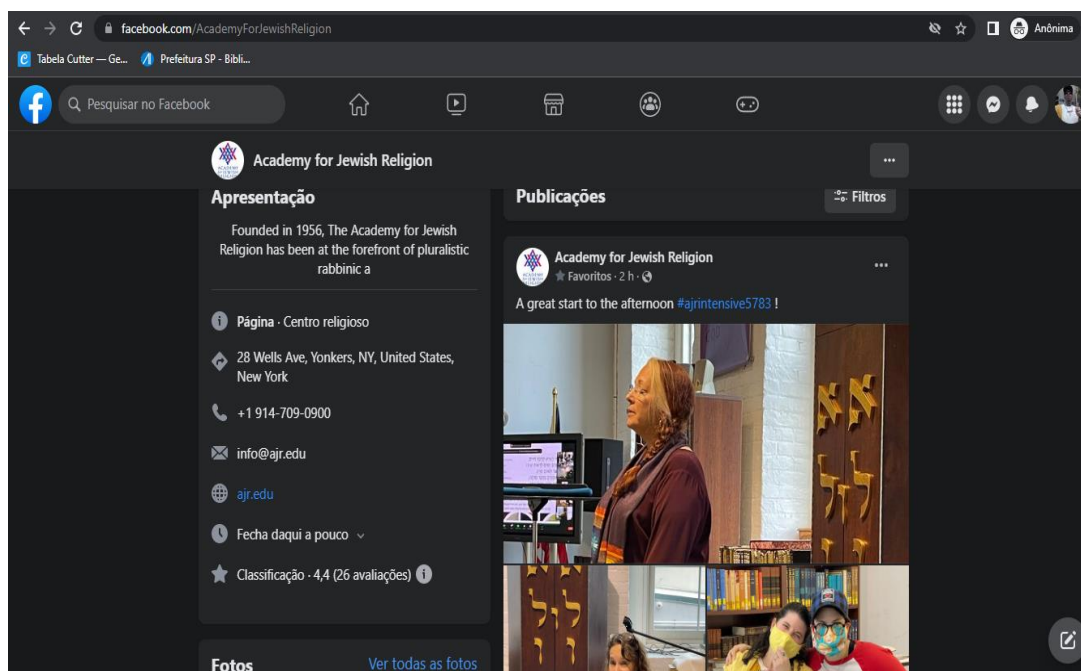 facebook.com/AcademyForJewishReligion
Anônima
Tabela Cutter — Ge...
Prefeitura SP - Bibli...
Pesquisar no Facebook
Academy for Jewish Religion
Apresentação
Founded in 1956, The Academy for Jewish
Religion has been at the forefront of pluralistic
rabbinic a
Página · Centro religioso
28 Wells Ave, Yonkers, NY, United States,
New York
+1 914-709-0900
info@ajr.edu
ajr.edu
Fecha daqui a pouco
Classificação · 4,4 (26 avaliações)
Fotos
Ver todas as fotos
Publicações
Filtros
Academy for Jewish Religion
Favoritos · 2 h ·
A great start to the afternoon #ajrintensive5783 !